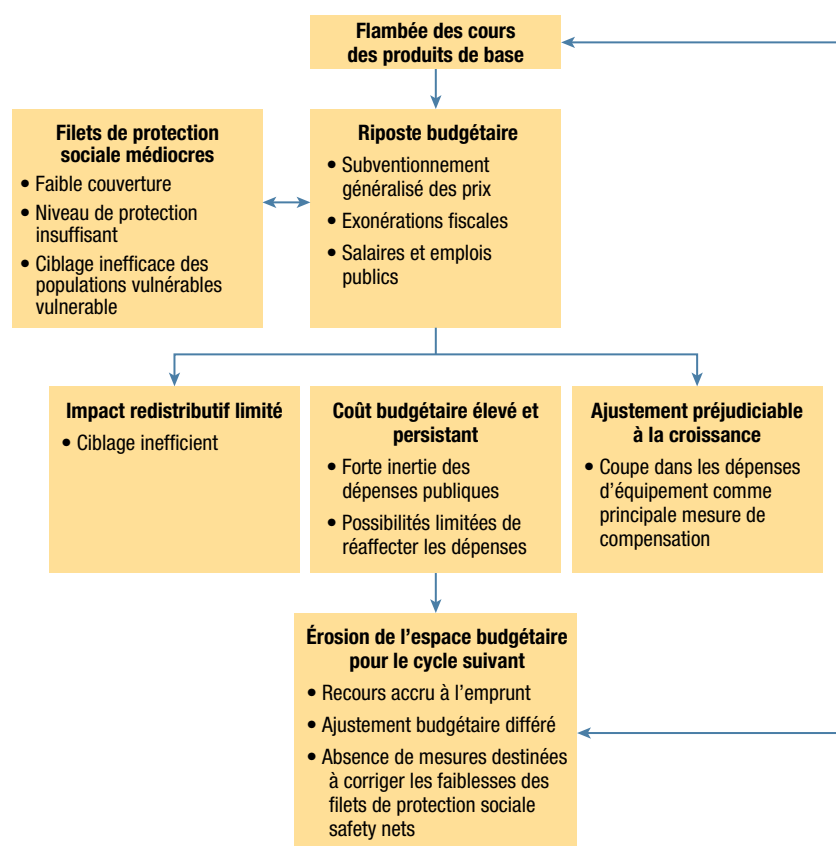 Flambée des cours
des produits de base
Filets de protection
sociale médiocres
• Faible couverture
• Niveau de protection
insuffisant
• Ciblage inefficace des
populations vulnérables
vulnerable
Riposte budgétaire
• Subventionnement
généralisé des prix
• Exonérations fiscales
• Salaires et emplois
publics
Impact redistributif limité
• Ciblage inefficient
Coût budgétaire élevé et
persistant
• Forte inertie des
dépenses publiques
• Possibilités limitées de
réaffecter les dépenses
Ajustement préjudiciable
à la croissance
• Coupe dans les dépenses
d’équipement comme
principale mesure de
compensation
Érosion de l’espace budgétaire
pour le cycle suivant
• Recours accru à l’emprunt
• Ajustement budgétaire différé
• Absence de mesures destinées
à corriger les faiblesses des
filets de protection sociale
safety nets